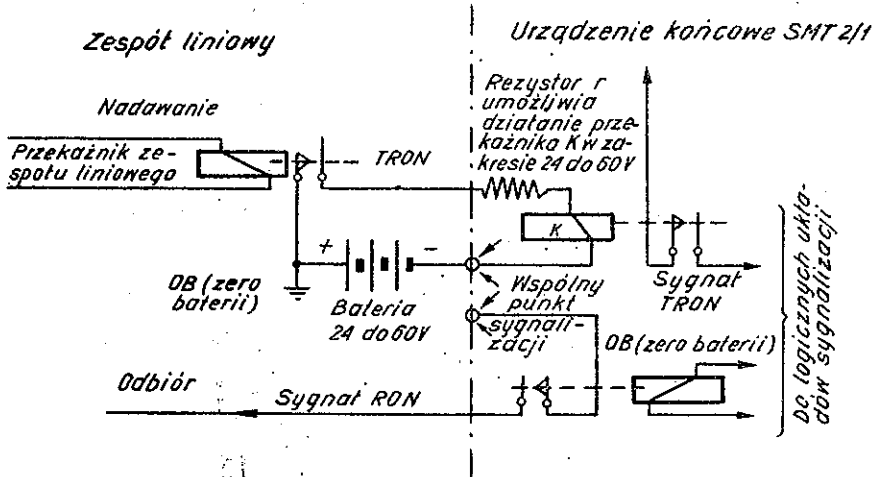 Zespół liniowy
Urządzenie końcowe SMT 2/1
Nadawanie
Przekaźnik ze-
społu liniowego
TRON
Rezystor r
umożliwia
działanie prze-
kaźnika K w za-
kresie 24 do 60V
K
+
-
0B (zero
baterii)
Bateria
24 do 60V
Wspólny
punkt
sygnali-
zacji
Sygnał
TRON
0B (zero baterii)
Odbiór
Sygnał RON
Do logicznych ukła-
dów sygnalizacji